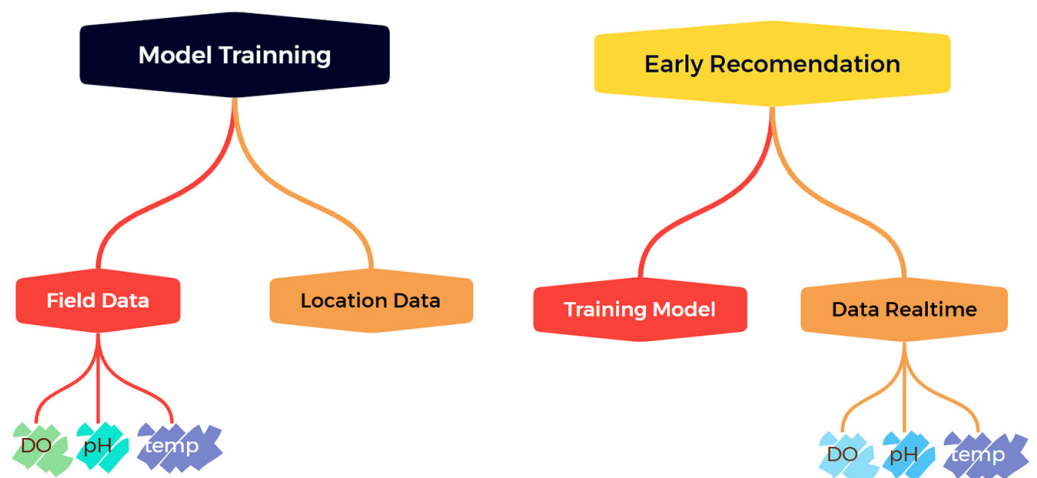 Model Trainning
Early Recomendation
Field Data
Location Data
Training Model
Data Realtime
DO
pH
temp
DO
pH
temp